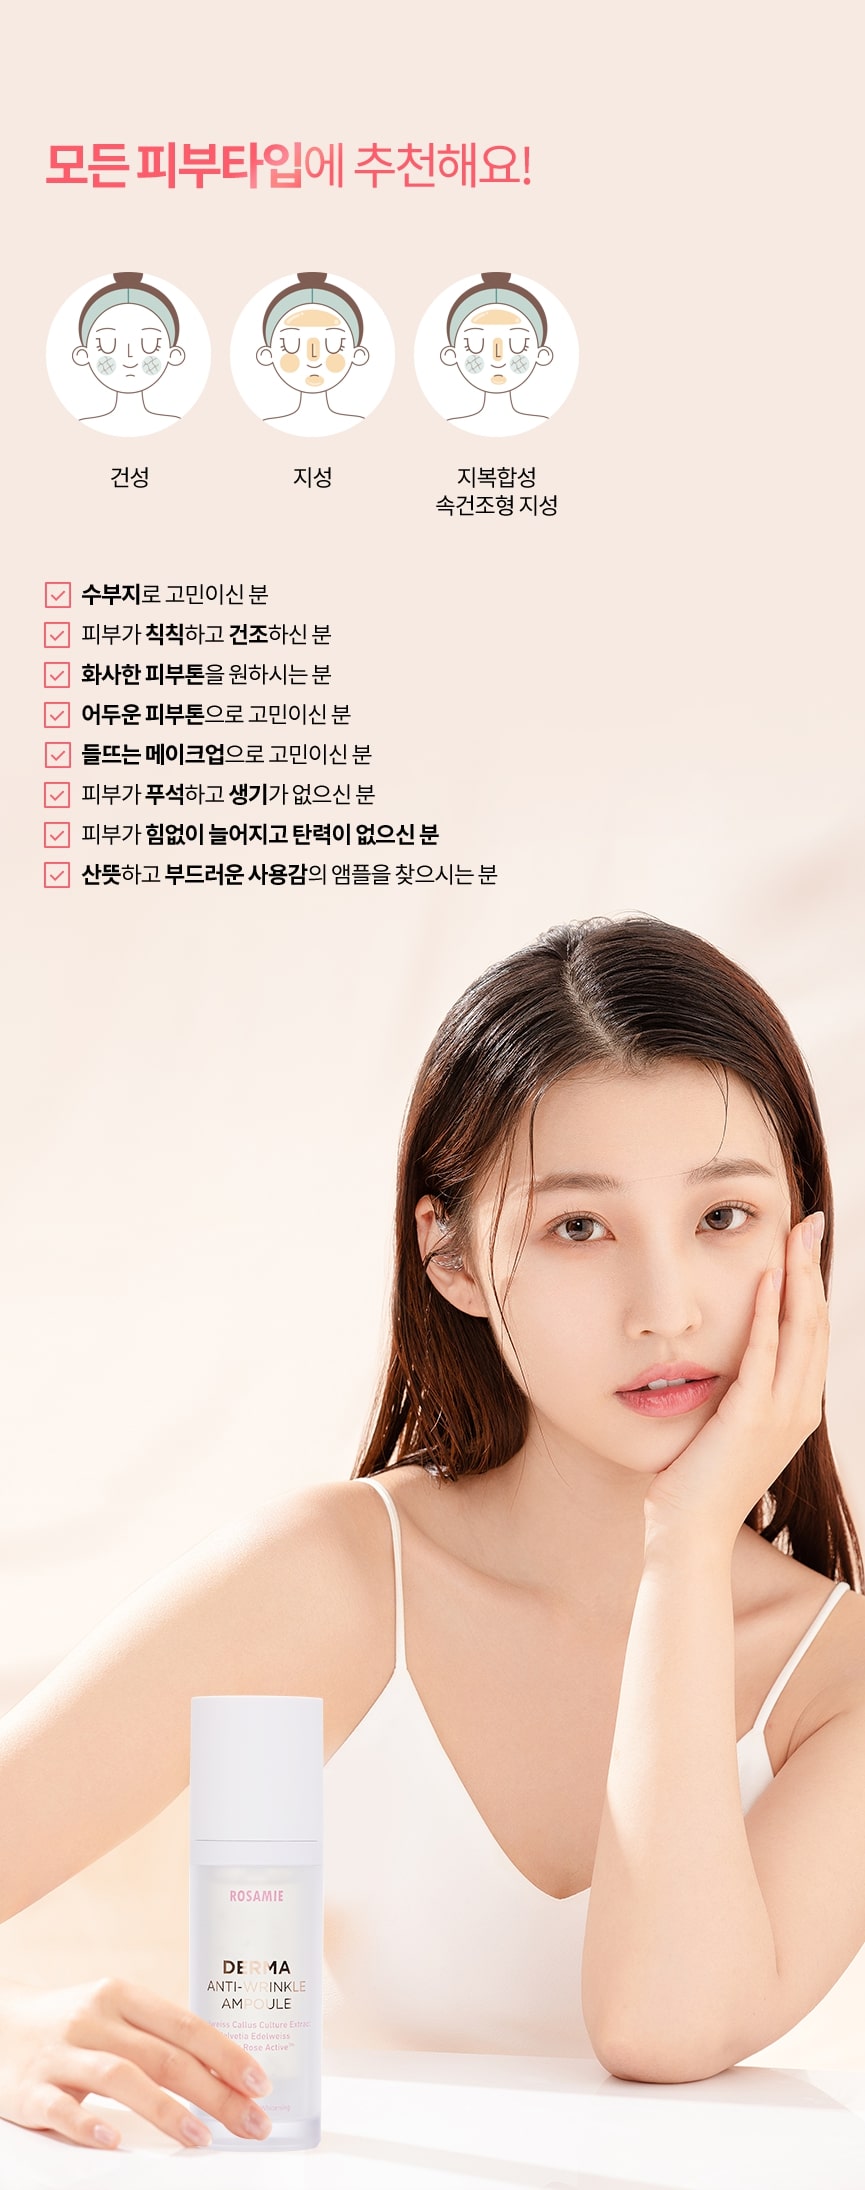 모든 피부타입에 추천해요!
건성
지성
지복합성
속건조형 지성
수부지로 고민이신 분
피부가 칙칙하고 건조하신 분
화사한 피부톤을 원하시는 분
어두운 피부톤으로 고민이신 분
들뜨는 메이크업으로 고민이신 분
피부가 푸석하고 생기가 없으신 분
피부가 힘없이 늘어지고 탄력이 없으신 분
산뜻하고 부드러운 사용감의 앰플을 찾으시는 분
ROSAMIE
DERMA
ANTI-WRINKLE
AMPOULE
Callus Culture Extract
Edelweiss
Rose Active™